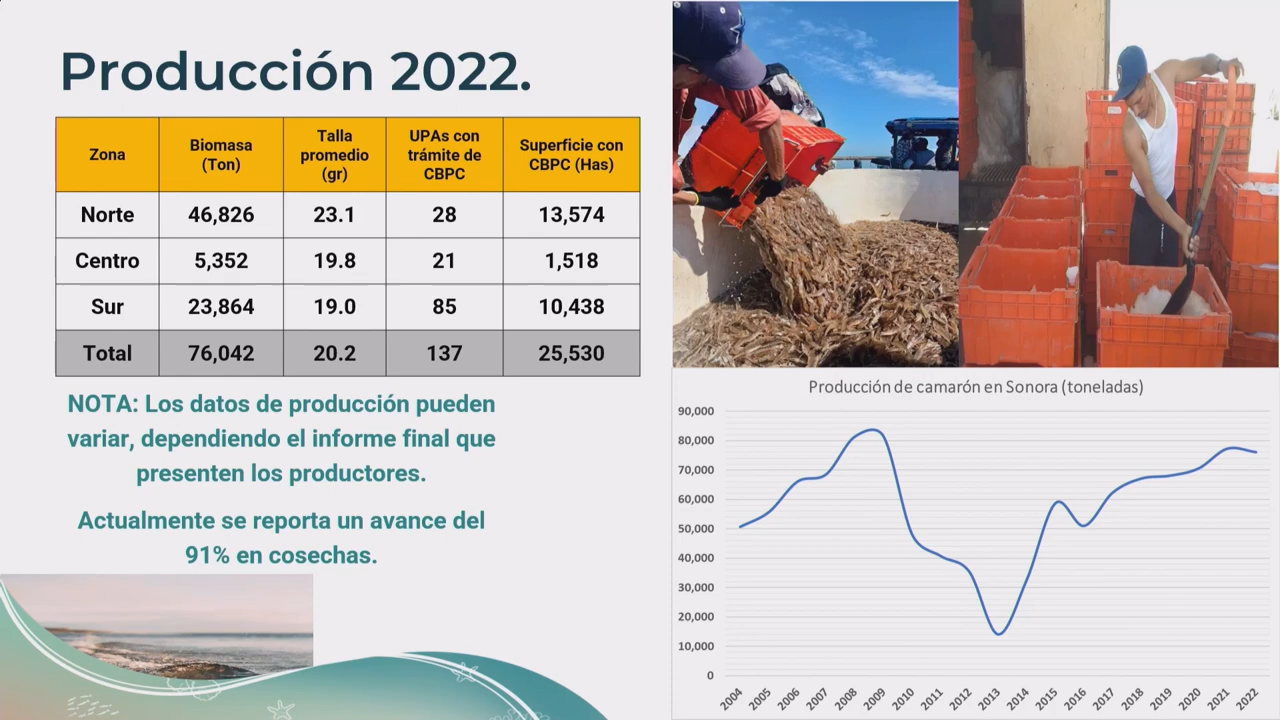 Producción 2022.
Zona Biomasa (Ton) Talla promedio (gr) UPAs con trámite de CBPC Superficie con CBPC (Has)
Norte 46,826 23.1 28 13,574
Centro 5,352 19.8 21 1,518
Sur 23,864 19.0 85 10,438
Total 76,042 20.2 137 25,530
NOTA: Los datos de producción pueden
variar, dependiendo el informe final que
presenten los productores.
Actualmente se reporta un avance del
91% en cosechas.
Producción de camarón en Sonora (toneladas)
90,000
80,000
70,000
60,000
50,000
40,000
30,000
20,000
10,000
0
2004 2005 2006 2007 2008 2009 2010 2011 2012 2013 2014 2015 2016 2017 2018 2019 2020 2021 2022